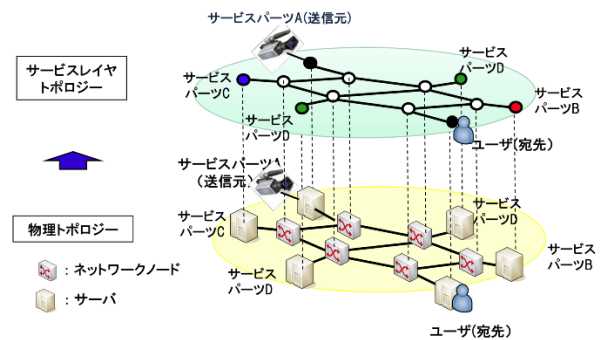 サービスパーツA(送信元)
サービスレイヤ
トポロジー
サービス
パーツC
サービス
パーツD
サービス
パーツB
サービス
パーツD
ユーザ(宛先)
サービスパーツA
(送信元)
物理トポロジー
サービス
パーツC
サービス
パーツD
サービス
パーツB
サービス
パーツD
:ネットワークノード
:サーバ
ユーザ(宛先)